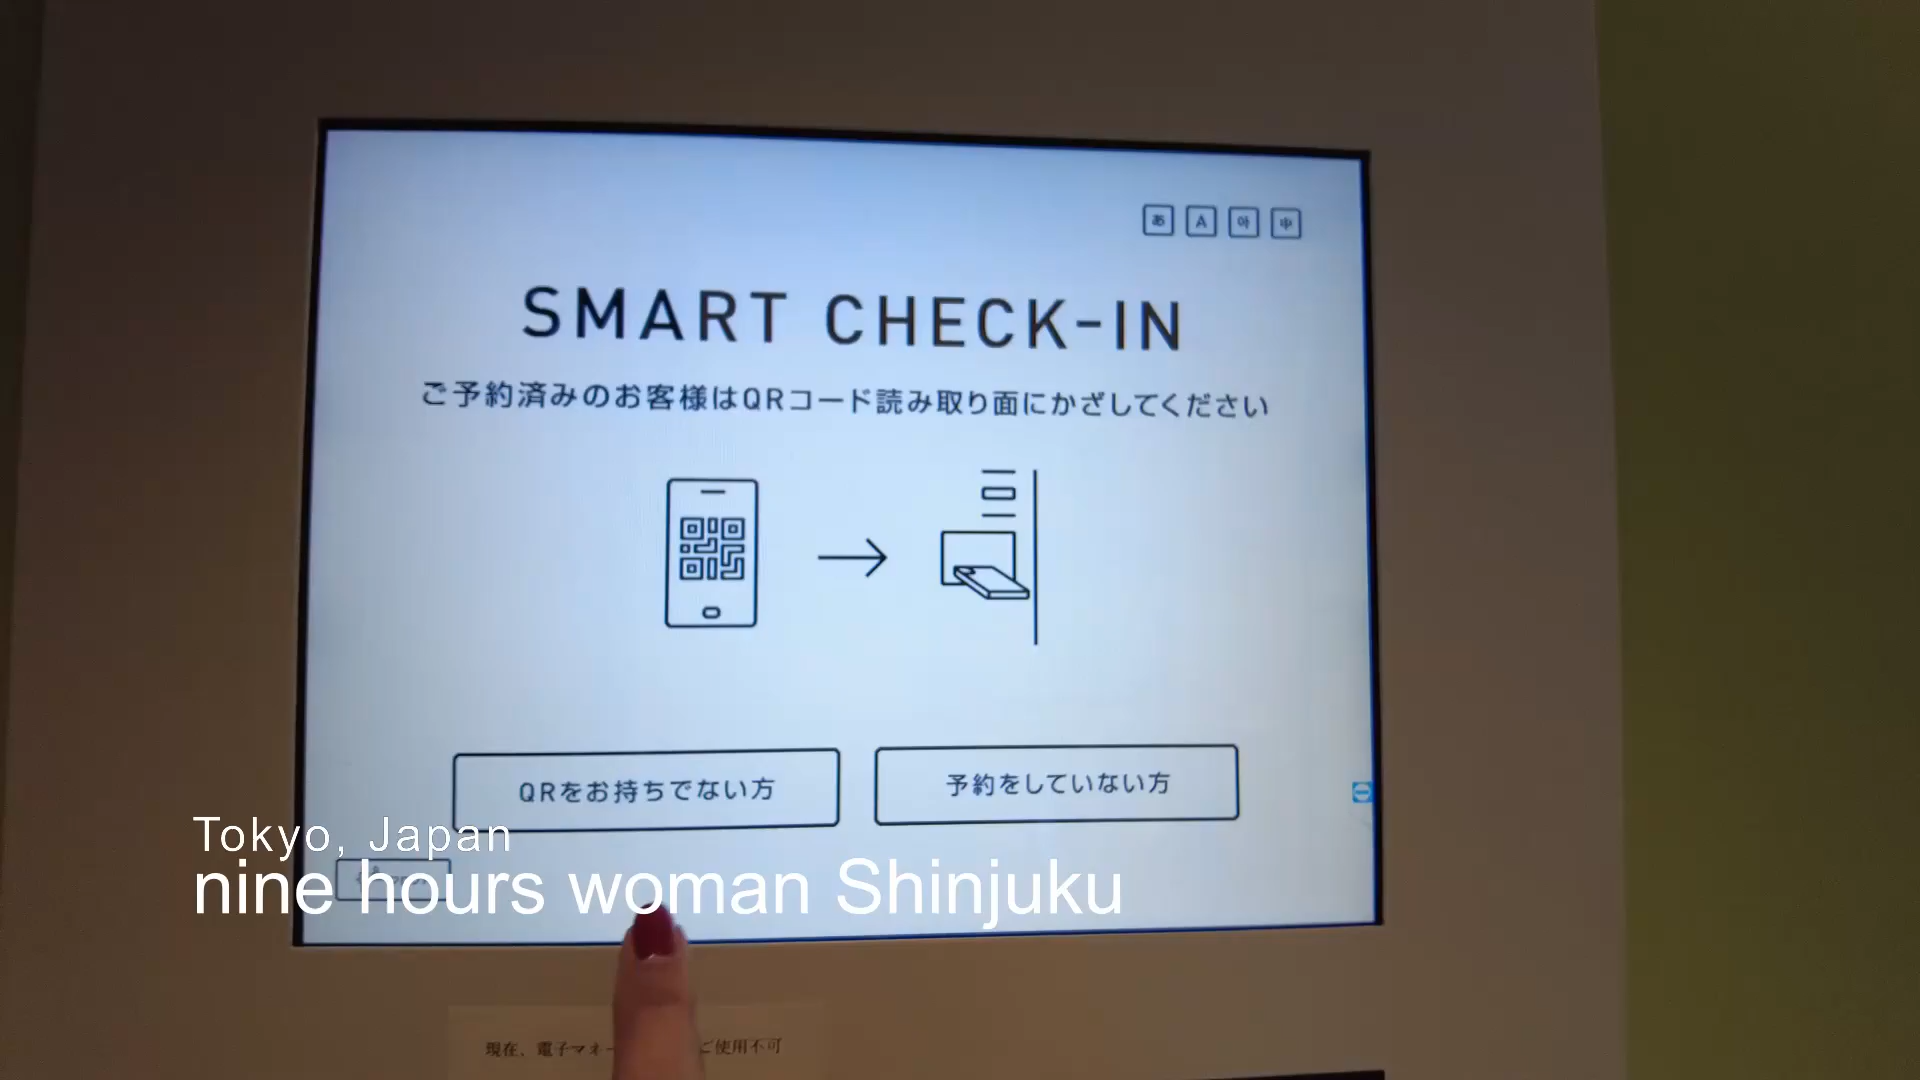 あ A 아 中
SMART CHECK-IN
ご予約済みのお客様はQRコード読み取り面にかざしてください
QRをお持ちでない方 予約をしていない方
Tokyo, Japan
nine hours woman Shinjuku
現在、電子マネー ご使用不可